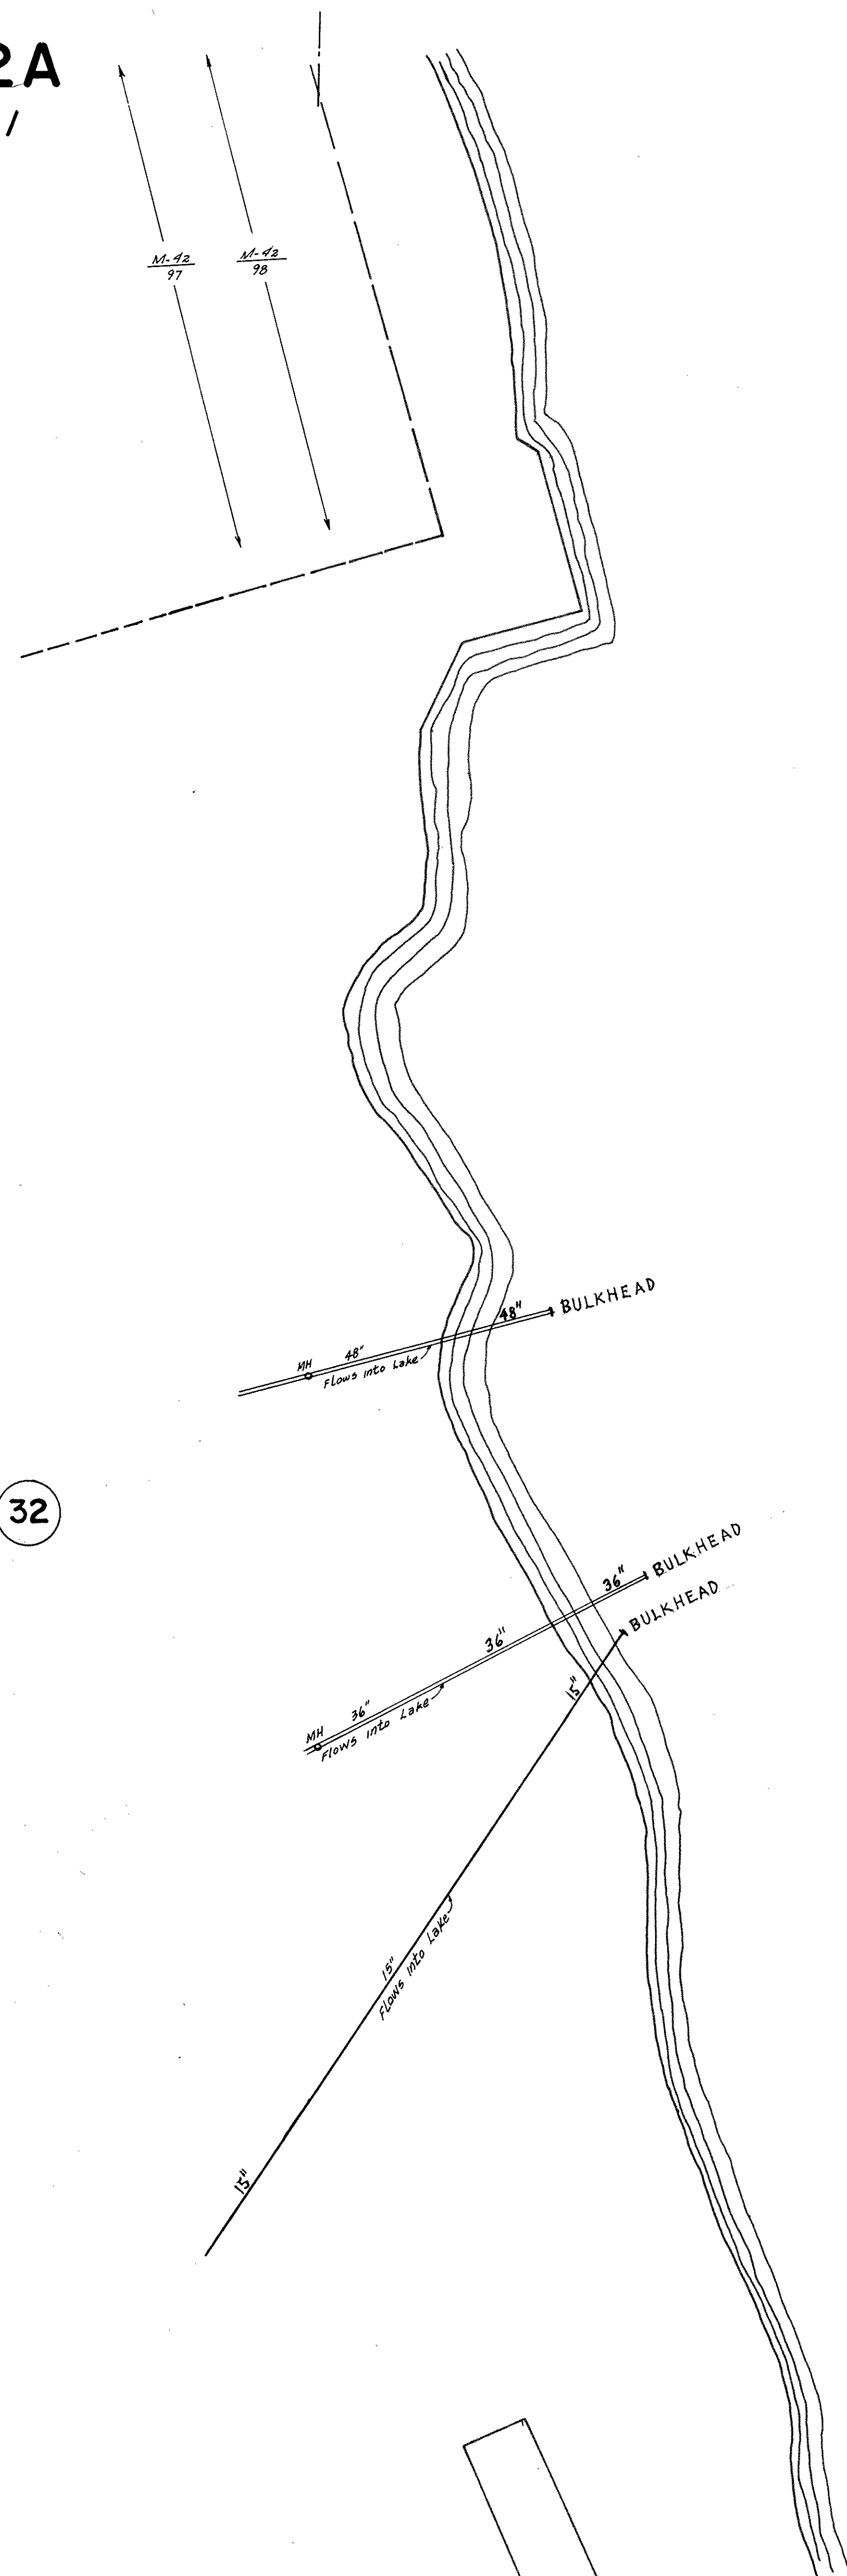 2A
/
M-42
97
M-42
98
48" BULKHEAD
48"
MH
Flows into Lake
32
BULKHEAD
36"
BULKHEAD
36"
15"
36"
MH
Flows into Lake
15"
Flows into Lake
15"